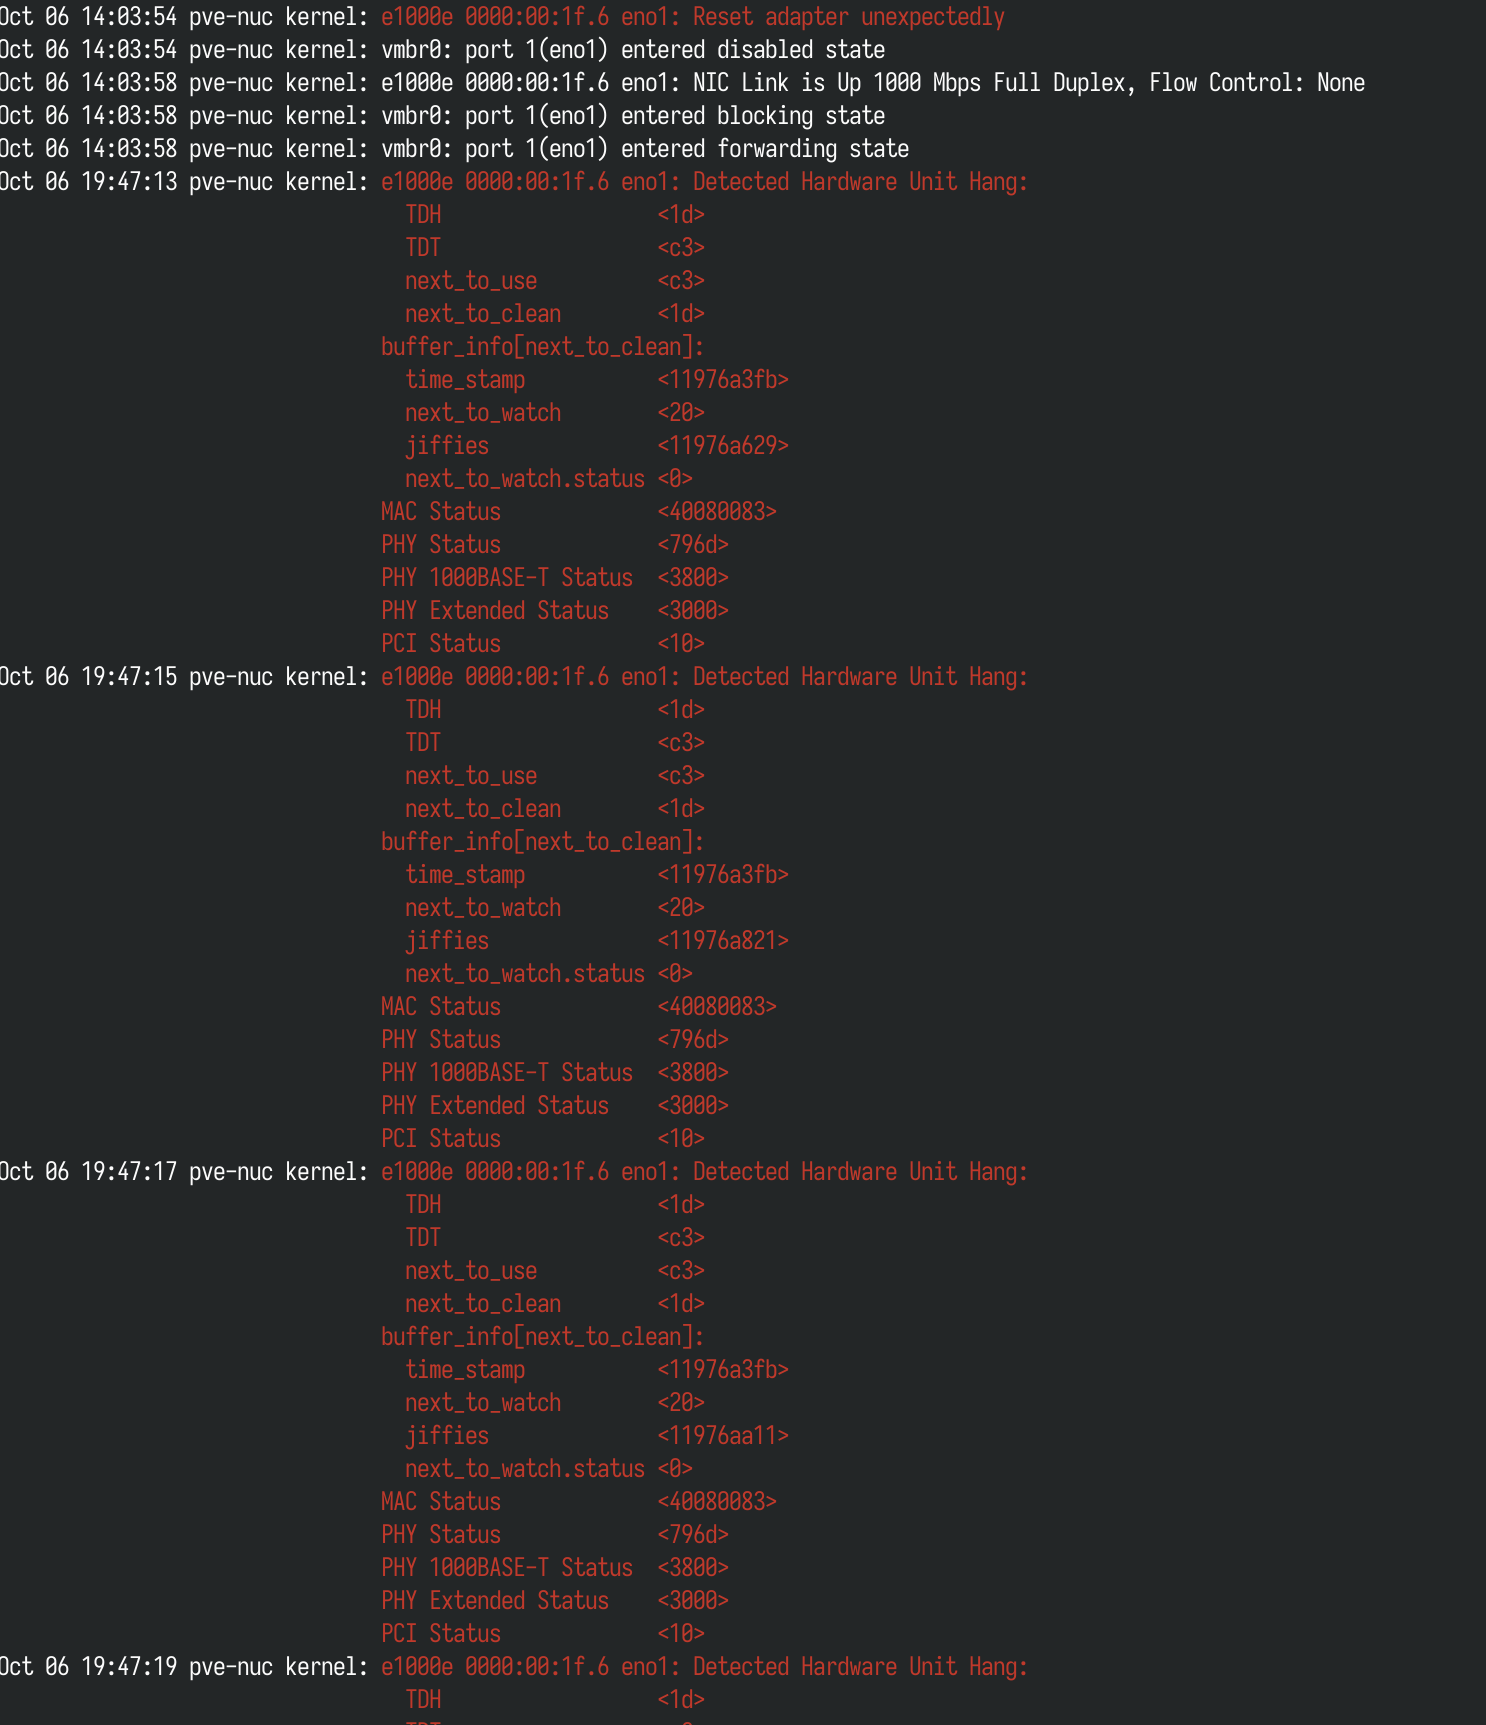 Oct 06 14:03:54 pve-nuc kernel: e1000e 0000:00:1f.6 eno1: Reset adapter unexpectedly
Oct 06 14:03:54 pve-nuc kernel: vmbr0: port 1(eno1) entered disabled state
Oct 06 14:03:58 pve-nuc kernel: e1000e 0000:00:1f.6 eno1: NIC Link is Up 1000 Mbps Full Duplex, Flow Control: None
Oct 06 14:03:58 pve-nuc kernel: vmbr0: port 1(eno1) entered blocking state
Oct 06 14:03:58 pve-nuc kernel: vmbr0: port 1(eno1) entered forwarding state
Oct 06 19:47:13 pve-nuc kernel: e1000e 0000:00:1f.6 eno1: Detected Hardware Unit Hang:
TDH <1d>
TDT <c3>
next_to_use <c3>
next_to_clean <1d>
buffer_info[next_to_clean]:
time_stamp <11976a3fb>
next_to_watch <20>
jiffies <11976a629>
next_to_watch.status <0>
MAC Status <40080083>
PHY Status <796d>
PHY 1000BASE-T Status <3800>
PHY Extended Status <3000>
PCI Status <10>
Oct 06 19:47:15 pve-nuc kernel: e1000e 0000:00:1f.6 eno1: Detected Hardware Unit Hang:
TDH <1d>
TDT <c3>
next_to_use <c3>
next_to_clean <1d>
buffer_info[next_to_clean]:
time_stamp <11976a3fb>
next_to_watch <20>
jiffies <11976a821>
next_to_watch.status <0>
MAC Status <40080083>
PHY Status <796d>
PHY 1000BASE-T Status <3800>
PHY Extended Status <3000>
PCI Status <10>
Oct 06 19:47:17 pve-nuc kernel: e1000e 0000:00:1f.6 eno1: Detected Hardware Unit Hang:
TDH <1d>
TDT <c3>
next_to_use <c3>
next_to_clean <1d>
buffer_info[next_to_clean]:
time_stamp <11976a3fb>
next_to_watch <20>
jiffies <11976aa11>
next_to_watch.status <0>
MAC Status <40080083>
PHY Status <796d>
PHY 1000BASE-T Status <3800>
PHY Extended Status <3000>
PCI Status <10>
Oct 06 19:47:19 pve-nuc kernel: e1000e 0000:00:1f.6 eno1: Detected Hardware Unit Hang:
TDH <1d>